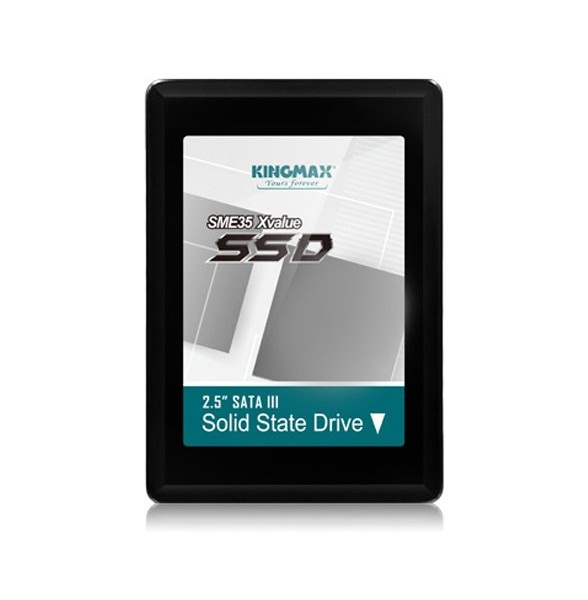 KINGMAX
Yours forever
SME35 Xvalue
SSD
2.5" SATA III
Solid State Drive